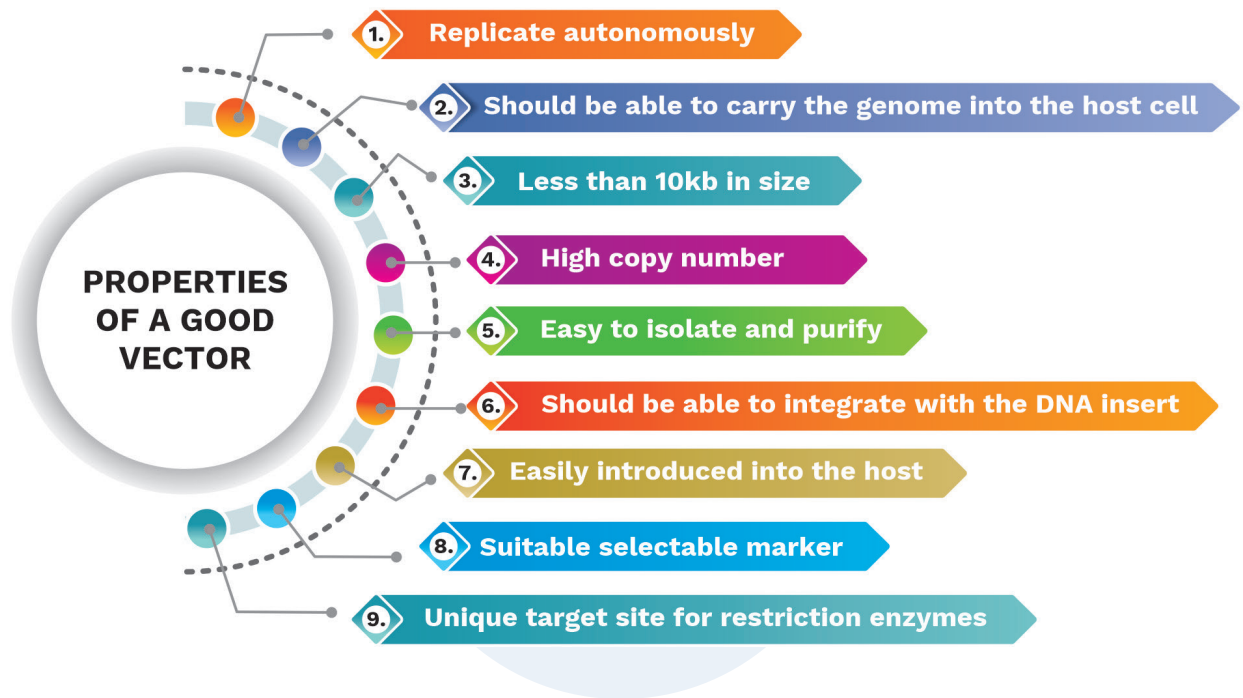 PROPERTIES
OF A GOOD
VECTOR
1. Replicate autonomously
2. Should be able to carry the genome into the host cell
3. Less than 10kb in size
4. High copy number
5. Easy to isolate and purify
6. Should be able to integrate with the DNA insert
7. Easily introduced into the host
8. Suitable selectable marker
9. Unique target site for restriction enzymes